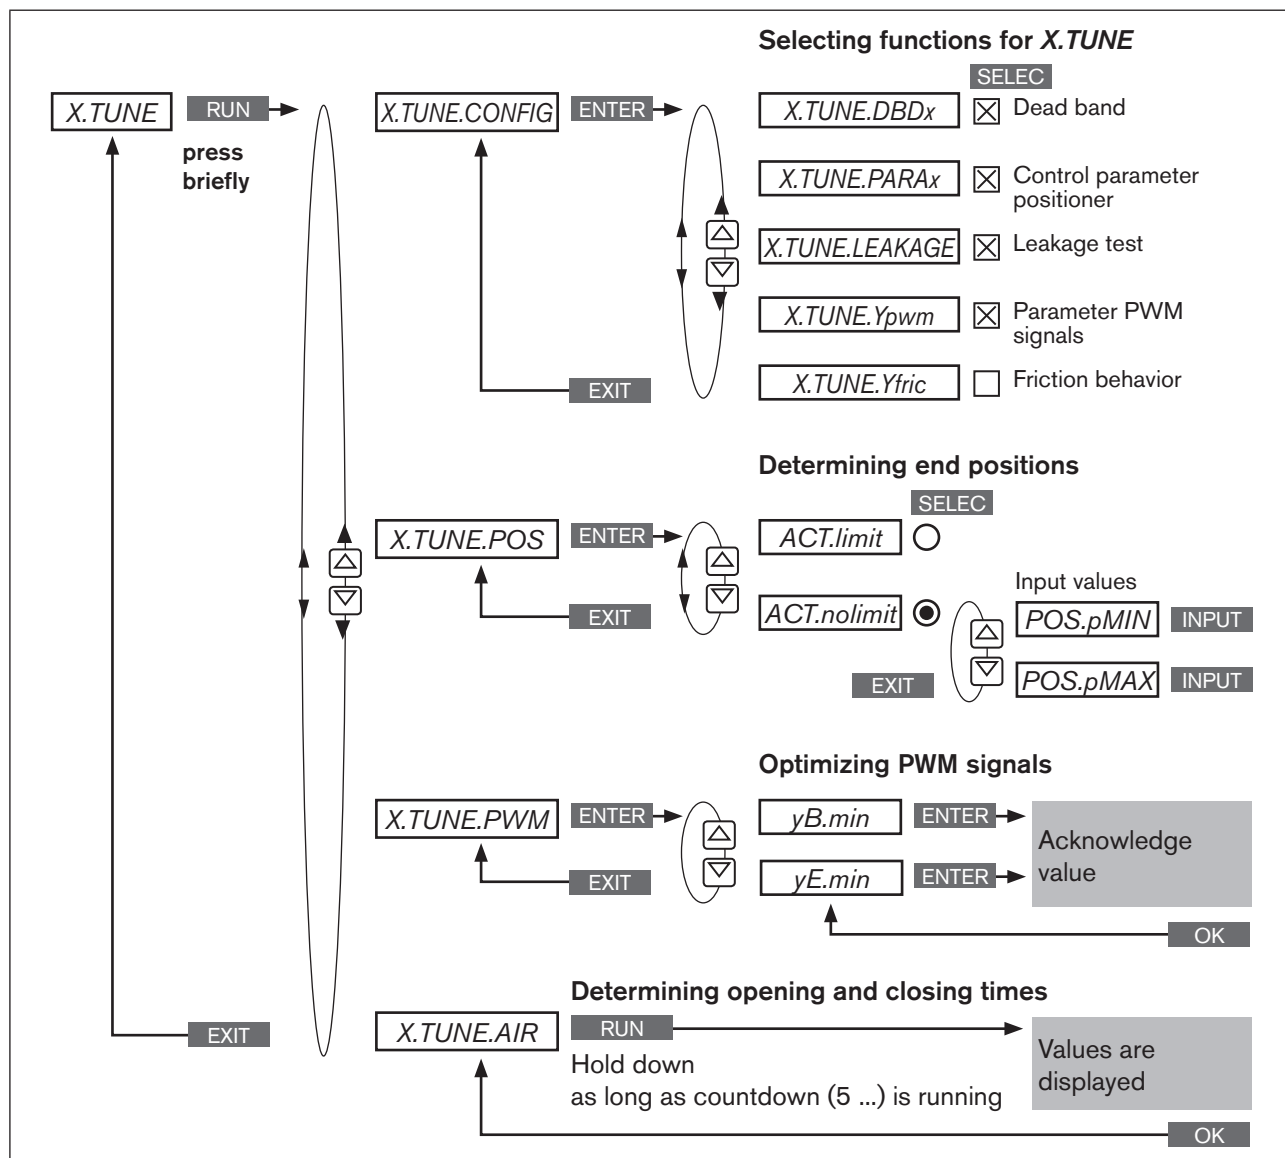 Selecting functions for X.TUNE
SELEC
X.TUNE
RUN
press
briefly
X.TUNE.CONFIG
ENTER
X.TUNE.DBDx
Dead band
X.TUNE.PARAx
Control parameter
positioner
X.TUNE.LEAKAGE
Leakage test
X.TUNE.Ypwm
Parameter PWM
signals
X.TUNE.Yfric
Friction behavior
EXIT
Determining end positions
SELEC
X.TUNE.POS
ENTER
ACT.limit
EXIT
ACT.nolimit
Input values
POS.pMIN
INPUT
EXIT
POS.pMAX
INPUT
Optimizing PWM signals
X.TUNE.PWM
ENTER
yB.min
ENTER
Acknowledge
value
EXIT
yE.min
ENTER
OK
Determining opening and closing times
EXIT
X.TUNE.AIR
RUN
Hold down
as long as countdown (5 ...) is running
Values are
displayed
OK